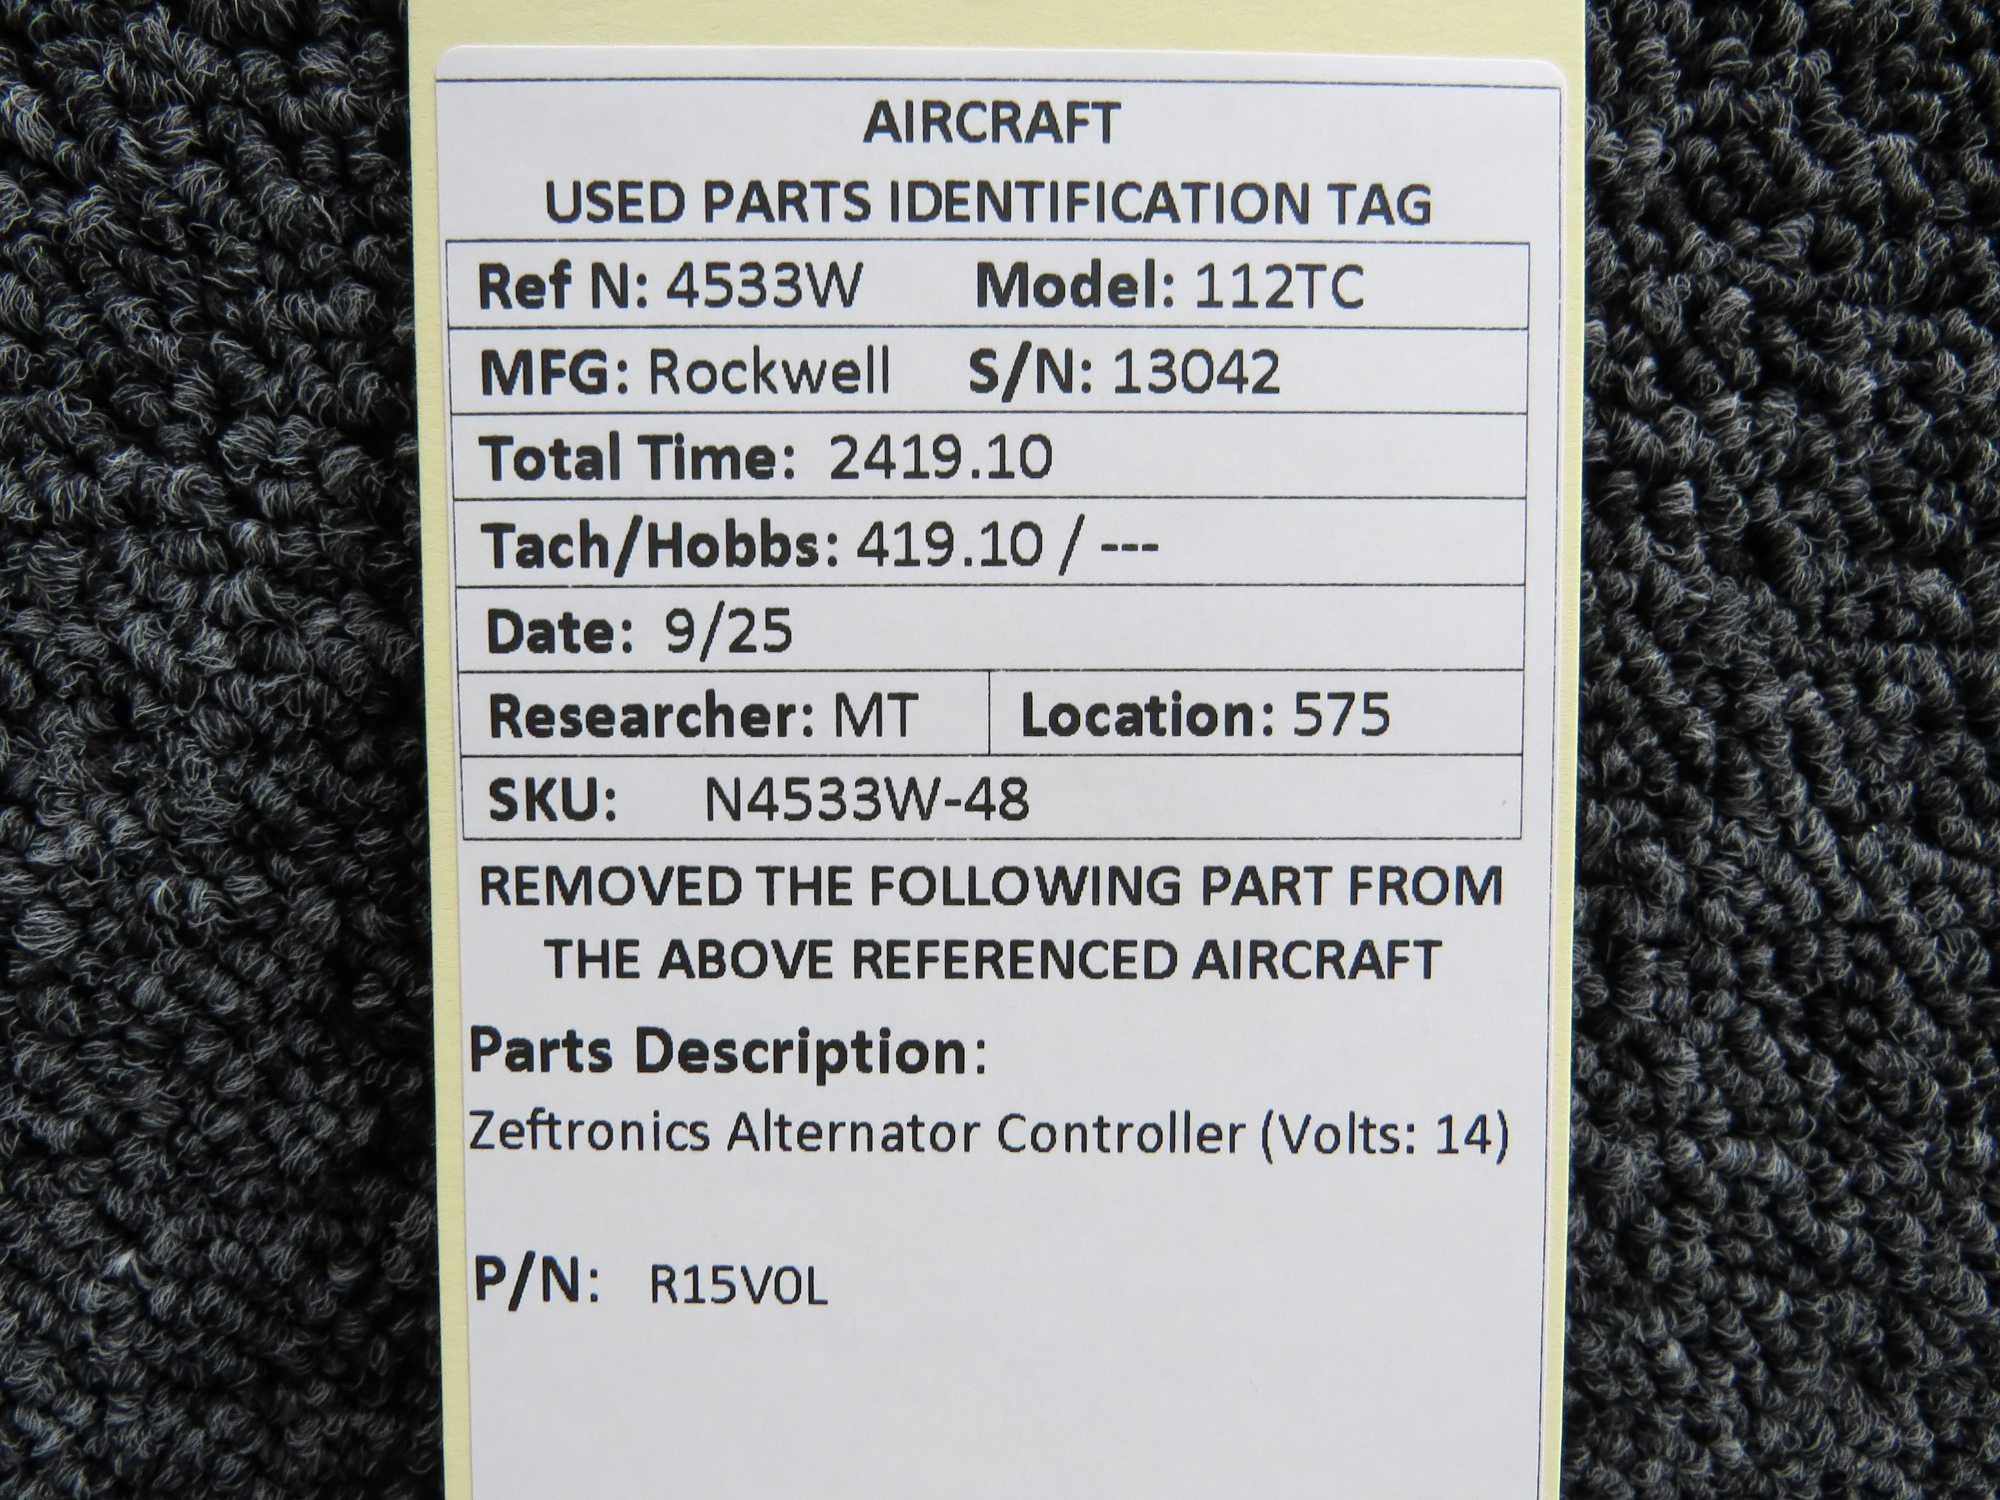 AIRCRAFT
USED PARTS IDENTIFICATION TAG
Ref N: 4533W Model: 112TC
MFG: Rockwell S/N: 13042
Total Time: 2419.10
Tach/Hobbs: 419.10 / ---
Date: 9/25
Researcher: MT Location: 575
SKU: N4533W-48
REMOVED THE FOLLOWING PART FROM
THE ABOVE REFERENCED AIRCRAFT
Parts Description:
Zeftronics Alternator Controller (Volts: 14)
P/N: R15V0L